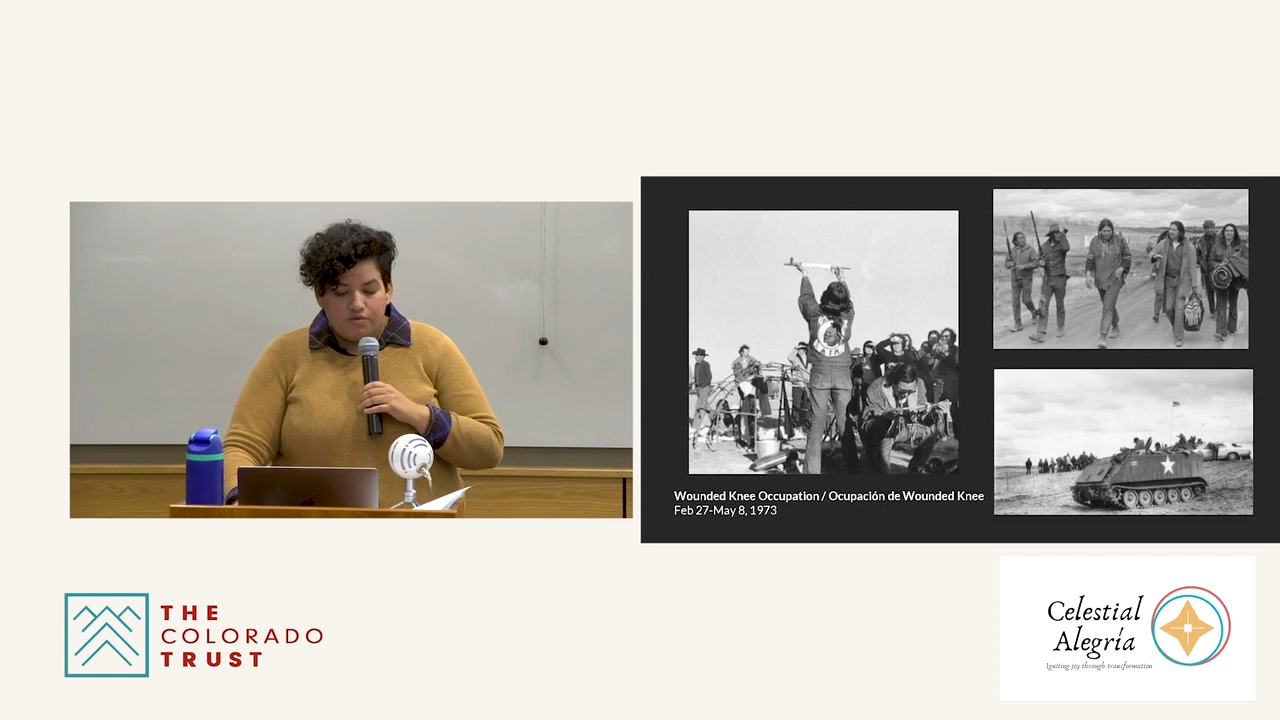 Wounded Knee Occupation / Ocupación de Wounded Knee
Feb 27-May 8, 1973
THE
COLORADO
TRUST
Celestial
Alegría
Igniting joy through transformation
AIM